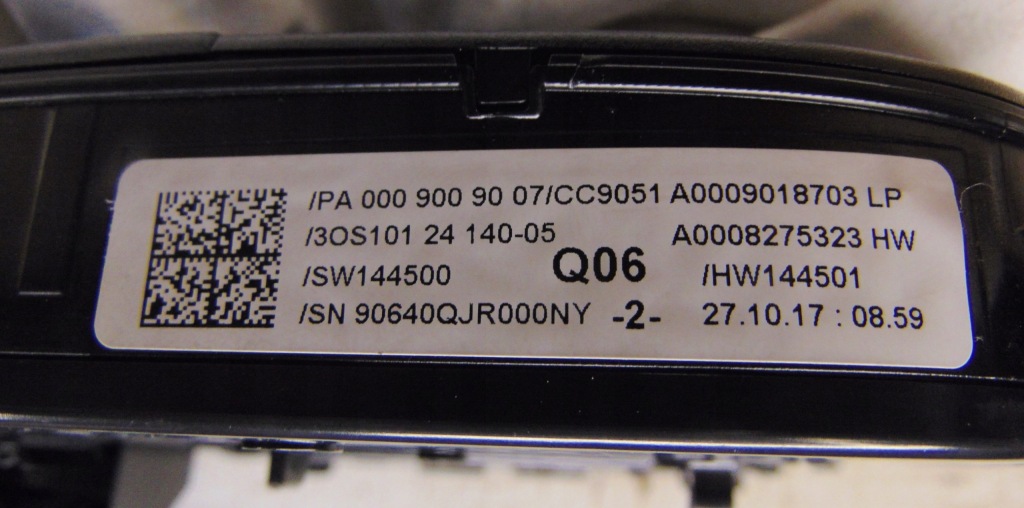 /PA 000 900 90 07/CC9051 A0009018703 LP
/3OS101 24 140-05 A0008275323 HW
/SW144500 Q06 /HW144501
/SN 90640QJR000NY -2- 27.10.17 : 08.59